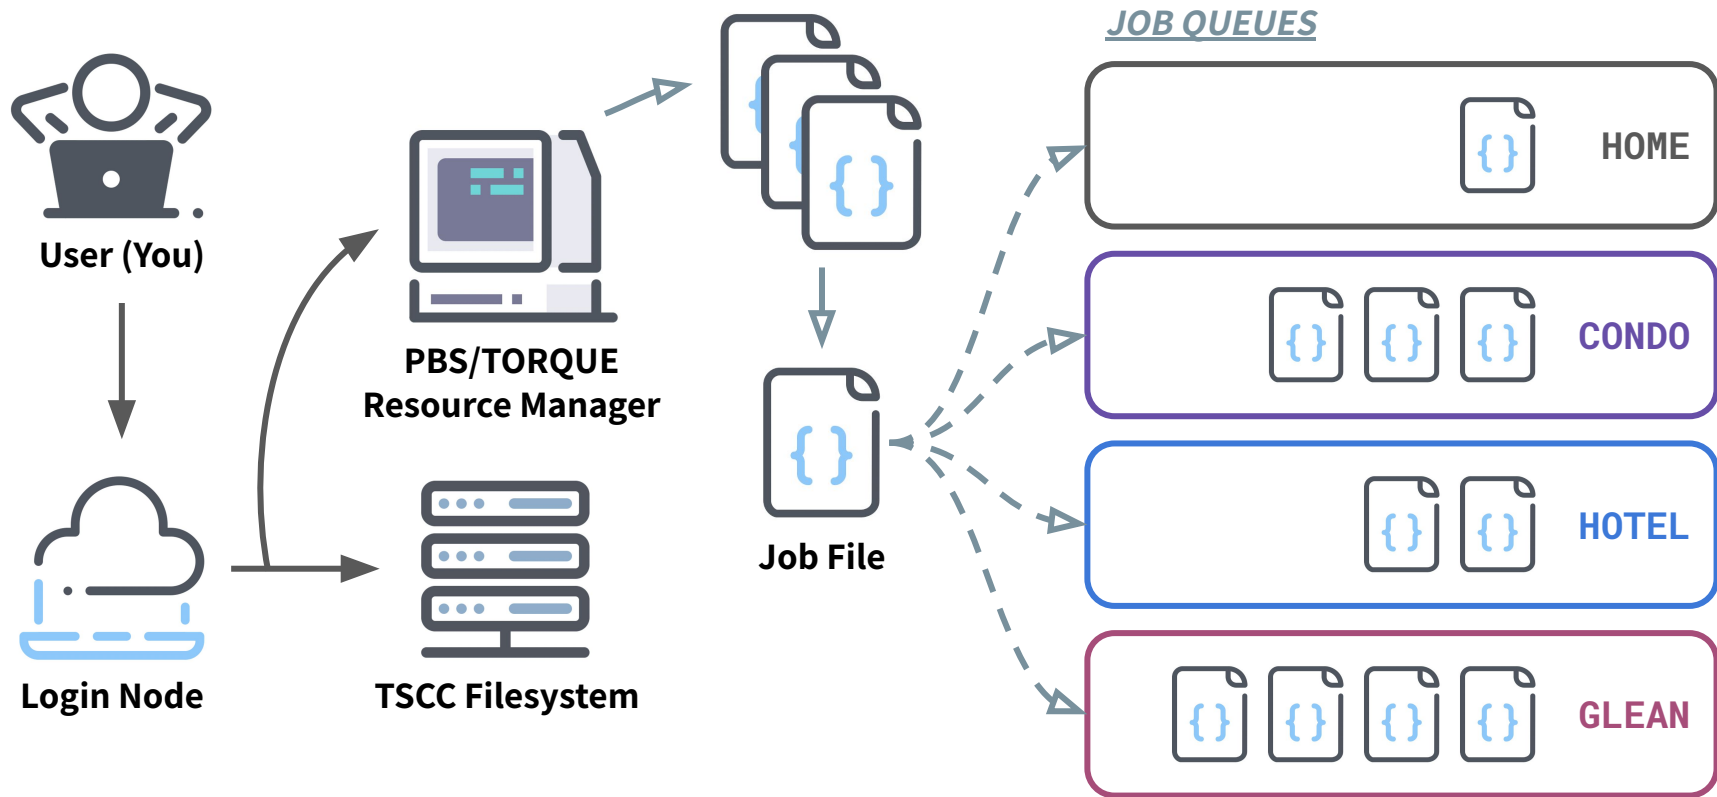 JOB QUEUES
HOME
User (You)
CONDO
PBS/TORQUE
Resource Manager
HOTEL
Job File
Login Node
TSCC Filesystem
GLEAN